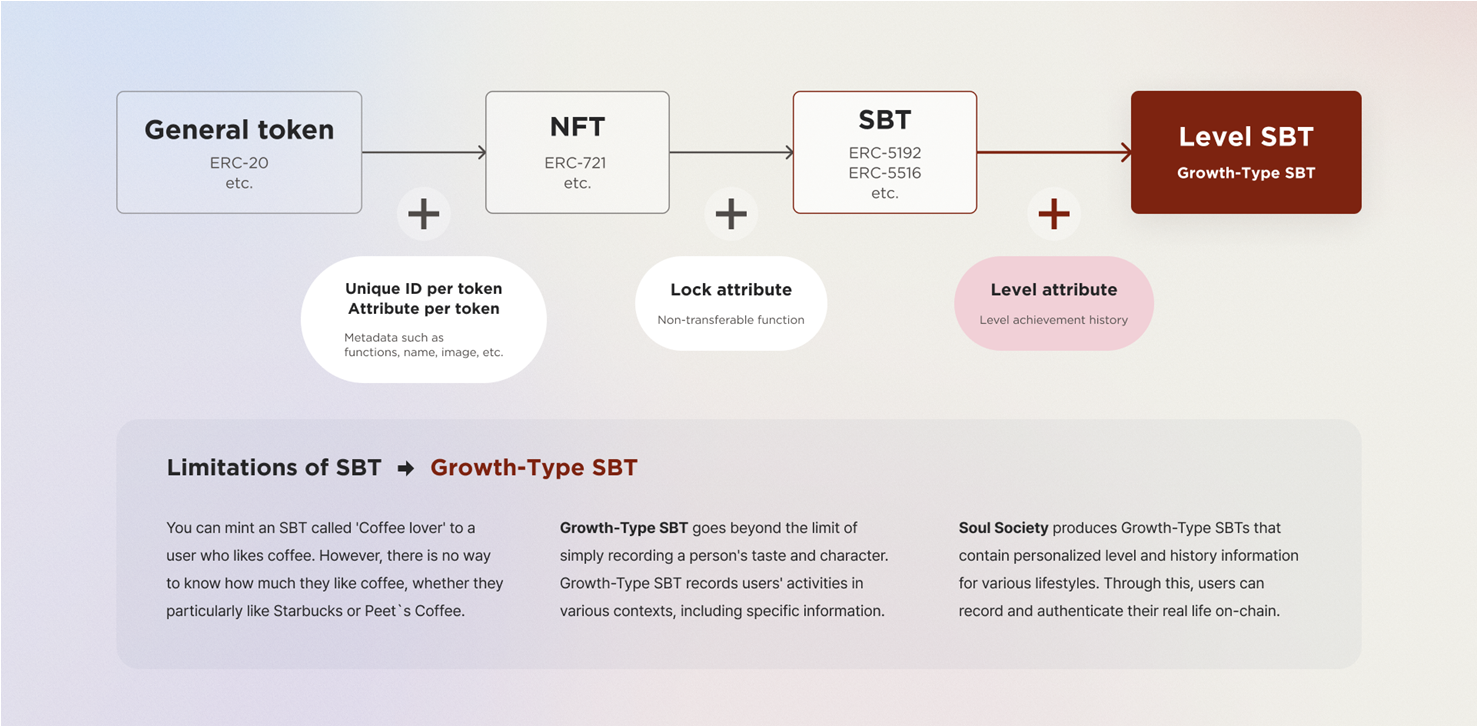 General token
ERC-20
etc.
NFT
ERC-721
etc.
SBT
ERC-5192
ERC-5516
etc.
Level SBT
Growth-Type SBT
Unique ID per token
Attribute per token
Metadata such as
functions, name, image, etc.
Lock attribute
Non-transferable function
Level attribute
Level achievement history
Limitations of SBT → Growth-Type SBT
You can mint an SBT called 'Coffee lover' to a
user who likes coffee. However, there is no way
to know how much they like coffee, whether they
particularly like Starbucks or Peet`s Coffee.
Growth-Type SBT goes beyond the limit of
simply recording a person's taste and character.
Growth-Type SBT records users' activities in
various contexts, including specific information.
Soul Society produces Growth-Type SBTs that
contain personalized level and history information
for various lifestyles. Through this, users can
record and authenticate their real life on-chain.